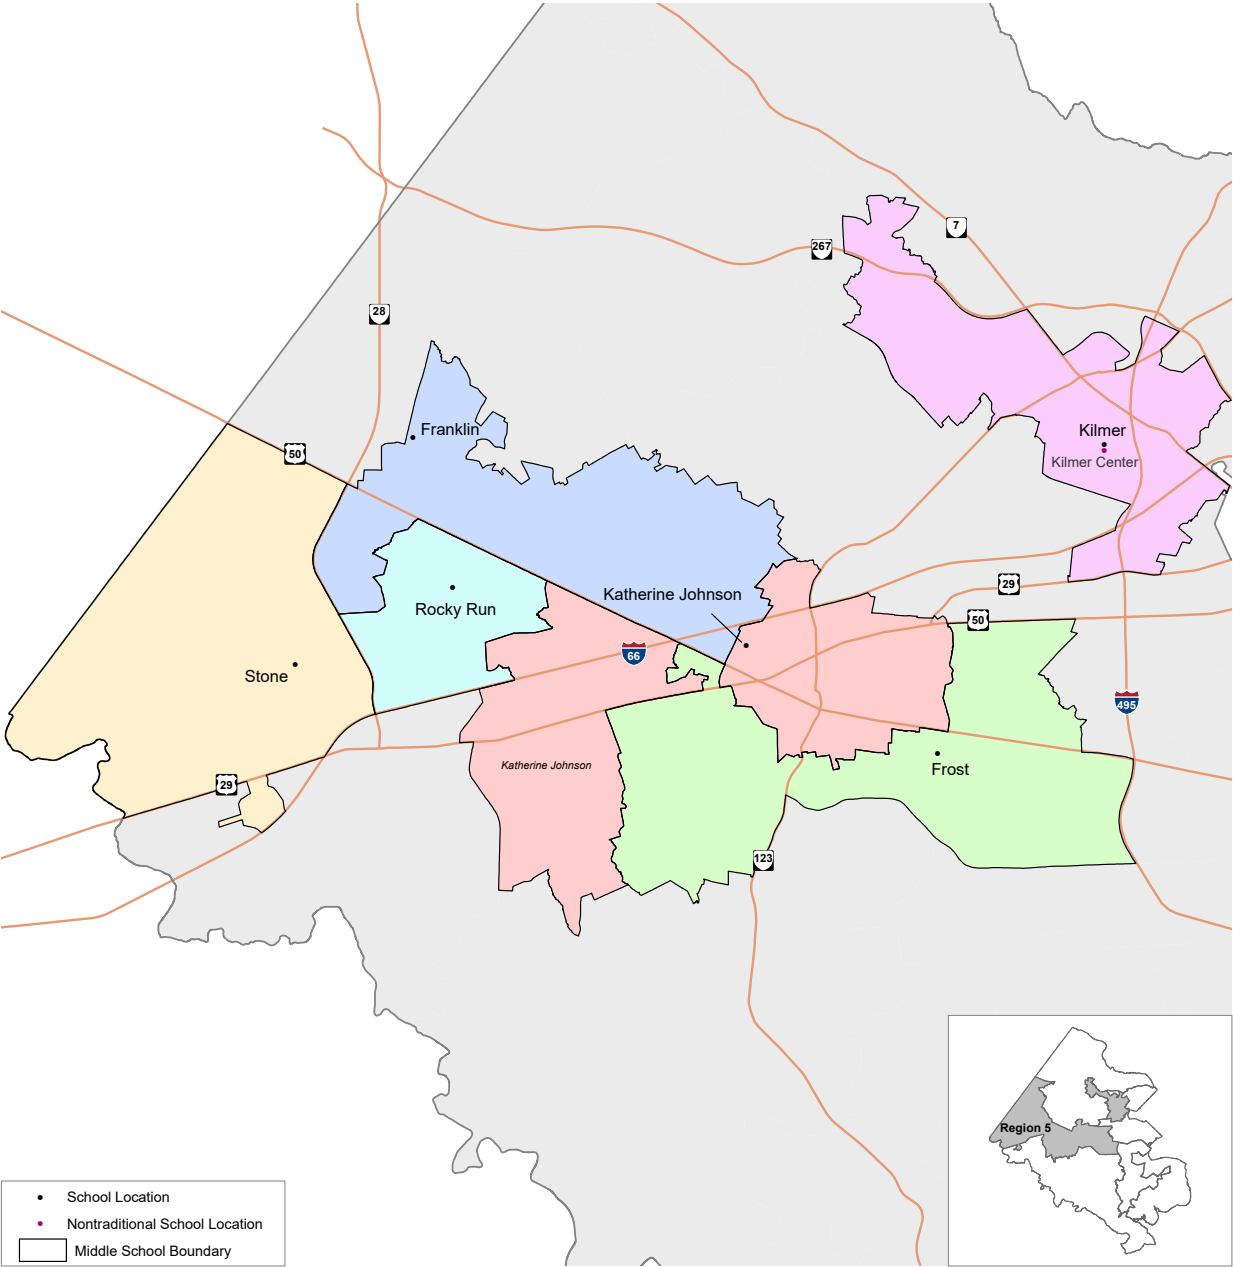 7
267
28
Franklin
50
Kilmer
Kilmer Center
Rocky Run
Katherine Johnson
29
50
66
Stone
495
Katherine Johnson
Frost
29
123
Region 5
School Location
Nontraditional School Location
Middle School Boundary